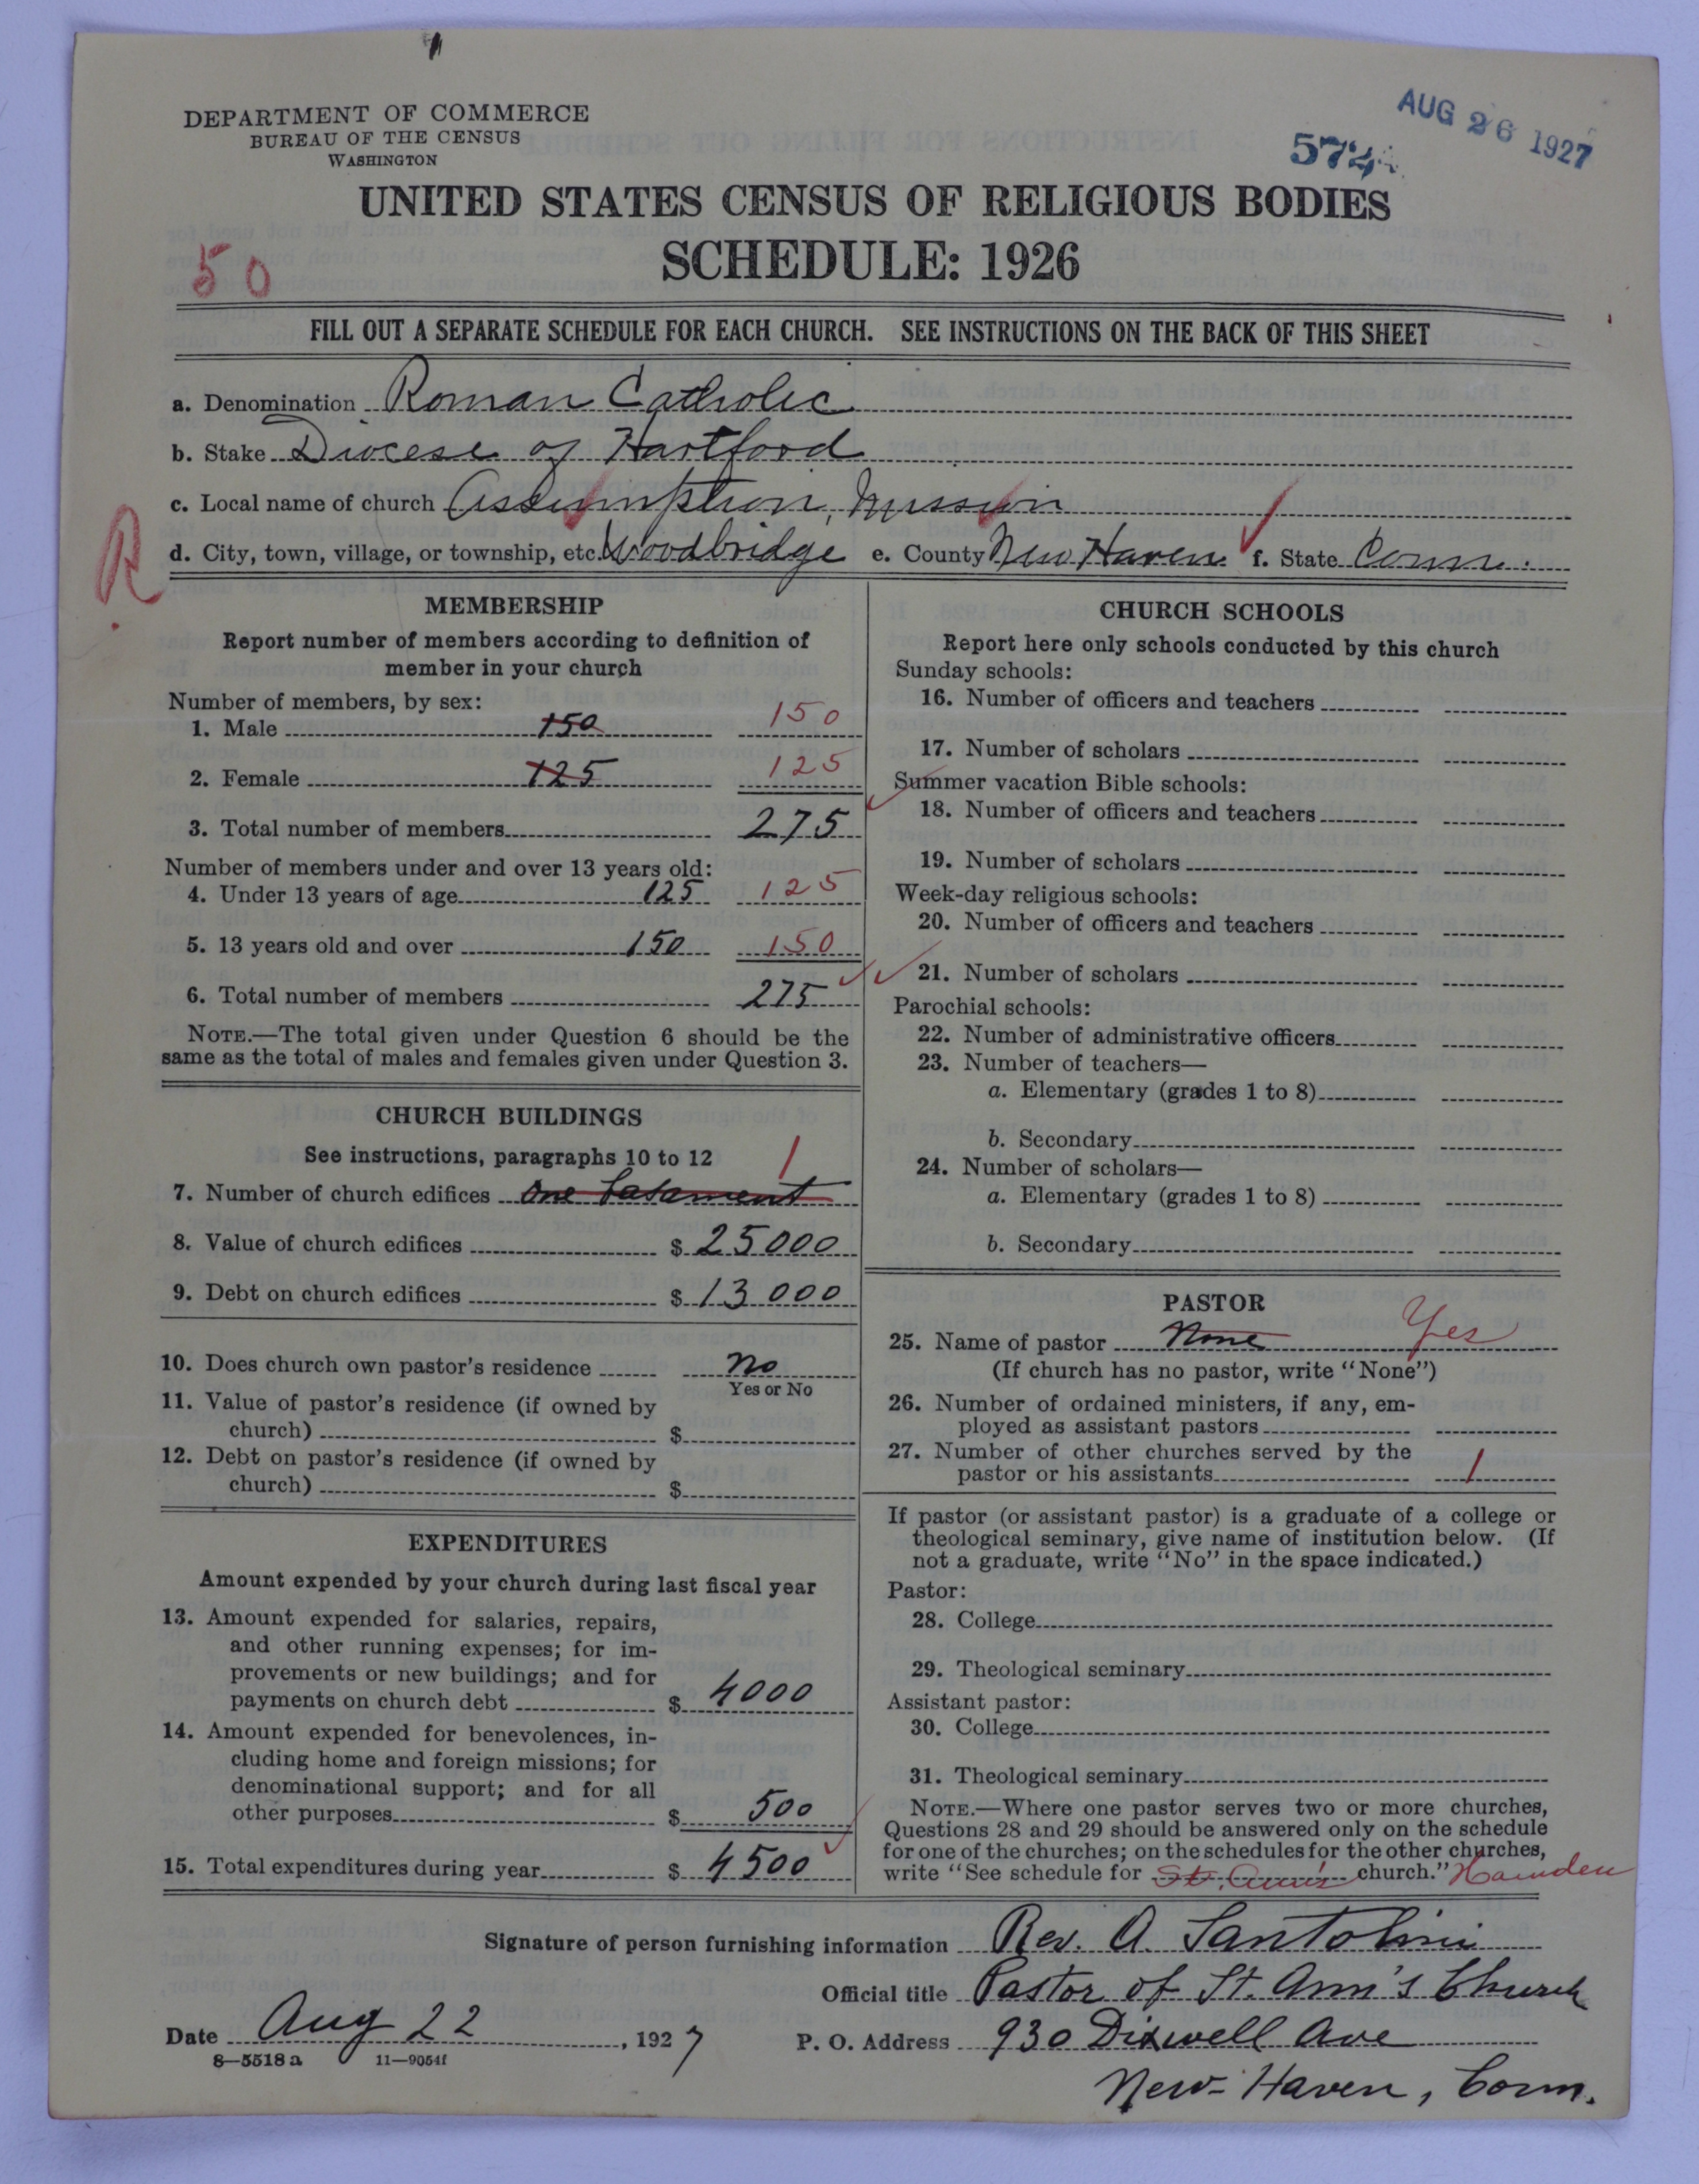 DEPARTMENT OF COMMERCE
BUREAU OF THE CENSUS
WASHINGTON
AUG 26 1927
572
UNITED STATES CENSUS OF RELIGIOUS BODIES
SCHEDULE: 1926
50
FILL OUT A SEPARATE SCHEDULE FOR EACH CHURCH. SEE INSTRUCTIONS ON THE BACK OF THIS SHEET
a. Denomination Roman Catholic
b. Stake Diocese of Hartford
c. Local name of church Assumption, Mission
R
d. City, town, village, or township, etc. Woodbridge e. County New Haven f. State Conn.
MEMBERSHIP
Report number of members according to definition of
member in your church
Number of members, by sex:
1. Male 150 150
2. Female 125 125
3. Total number of members 275
Number of members under and over 13 years old:
4. Under 13 years of age 125 125
5. 13 years old and over 150 150
6. Total number of members 275
NOTE.—The total given under Question 6 should be the
same as the total of males and females given under Question 3.
CHURCH BUILDINGS
See instructions, paragraphs 10 to 12 1
7. Number of church edifices One basament
8. Value of church edifices $ 25000
9. Debt on church edifices $ 13000
10. Does church own pastor's residence No
Yes or No
11. Value of pastor's residence (if owned by
church) $
12. Debt on pastor's residence (if owned by
church) $
EXPENDITURES
Amount expended by your church during last fiscal year
13. Amount expended for salaries, repairs,
and other running expenses; for im-
provements or new buildings; and for
payments on church debt $ 4000
14. Amount expended for benevolences, in-
cluding home and foreign missions; for
denominational support; and for all
other purposes $ 500
15. Total expenditures during year $ 4500
CHURCH SCHOOLS
Report here only schools conducted by this church
Sunday schools:
16. Number of officers and teachers
17. Number of scholars
Summer vacation Bible schools:
18. Number of officers and teachers
19. Number of scholars
Week-day religious schools:
20. Number of officers and teachers
21. Number of scholars
Parochial schools:
22. Number of administrative officers
23. Number of teachers—
a. Elementary (grades 1 to 8)
b. Secondary
24. Number of scholars—
a. Elementary (grades 1 to 8)
b. Secondary
PASTOR
25. Name of pastor None Yes
(If church has no pastor, write "None")
26. Number of ordained ministers, if any, em-
ployed as assistant pastors
27. Number of other churches served by the
pastor or his assistants 1
If pastor (or assistant pastor) is a graduate of a college or
theological seminary, give name of institution below. (If
not a graduate, write "No" in the space indicated.)
Pastor:
28. College
29. Theological seminary
Assistant pastor:
30. College
31. Theological seminary
NOTE.—Where one pastor serves two or more churches,
Questions 28 and 29 should be answered only on the schedule
for one of the churches; on the schedules for the other churches,
write "See schedule for St. Ann's church." Hamden
Signature of person furnishing information Rev. A. Santolini
Official title Pastor of St. Ann's Church
Date Aug 22, 1927 P. O. Address 930 Dixwell Ave
8—5518 a 11—9054f
New-Haven, Conn.